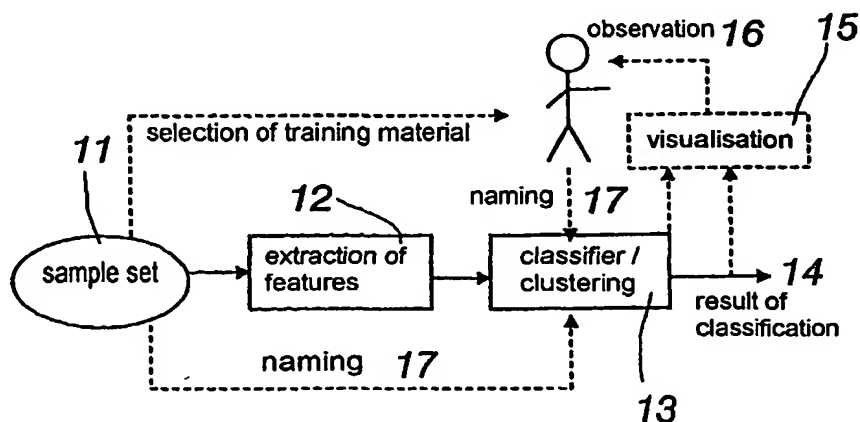 observation 16
15
visualisation
selection of training material
11
12
naming 17
sample set
extraction of
features
classifier /
clustering
14
result of
classification
naming 17
13